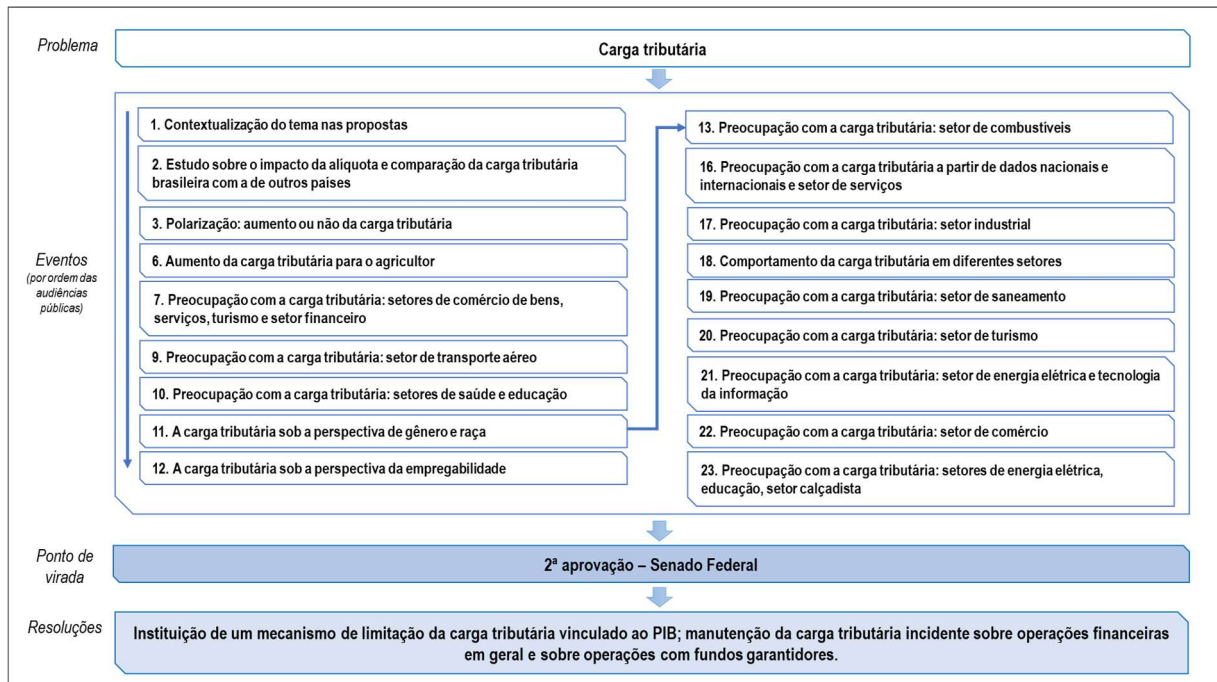 Problema
Carga tributária
Eventos
(por ordem das
audiências
públicas)
1. Contextualização do tema nas propostas
2. Estudo sobre o impacto da alíquota e comparação da carga tributária
brasileira com a de outros países
3. Polarização: aumento ou não da carga tributária
6. Aumento da carga tributária para o agricultor
7. Preocupação com a carga tributária: setores de comércio de bens,
serviços, turismo e setor financeiro
9. Preocupação com a carga tributária: setor de transporte aéreo
10. Preocupação com a carga tributária: setores de saúde e educação
11. A carga tributária sob a perspectiva de gênero e raça
12. A carga tributária sob a perspectiva da empregabilidade
13. Preocupação com a carga tributária: setor de combustíveis
16. Preocupação com a carga tributária a partir de dados nacionais e
internacionais e setor de serviços
17. Preocupação com a carga tributária: setor industrial
18. Comportamento da carga tributária em diferentes setores
19. Preocupação com a carga tributária: setor de saneamento
20. Preocupação com a carga tributária: setor de turismo
21. Preocupação com a carga tributária: setor de energia elétrica e tecnologia
da informação
22. Preocupação com a carga tributária: setor de comércio
23. Preocupação com a carga tributária: setores de energia elétrica,
educação, setor calçadista
Ponto de
virada
2ª aprovação – Senado Federal
Resoluções
Instituição de um mecanismo de limitação da carga tributária vinculado ao PIB; manutenção da carga tributária incidente sobre operações financeiras
em geral e sobre operações com fundos garantidores.